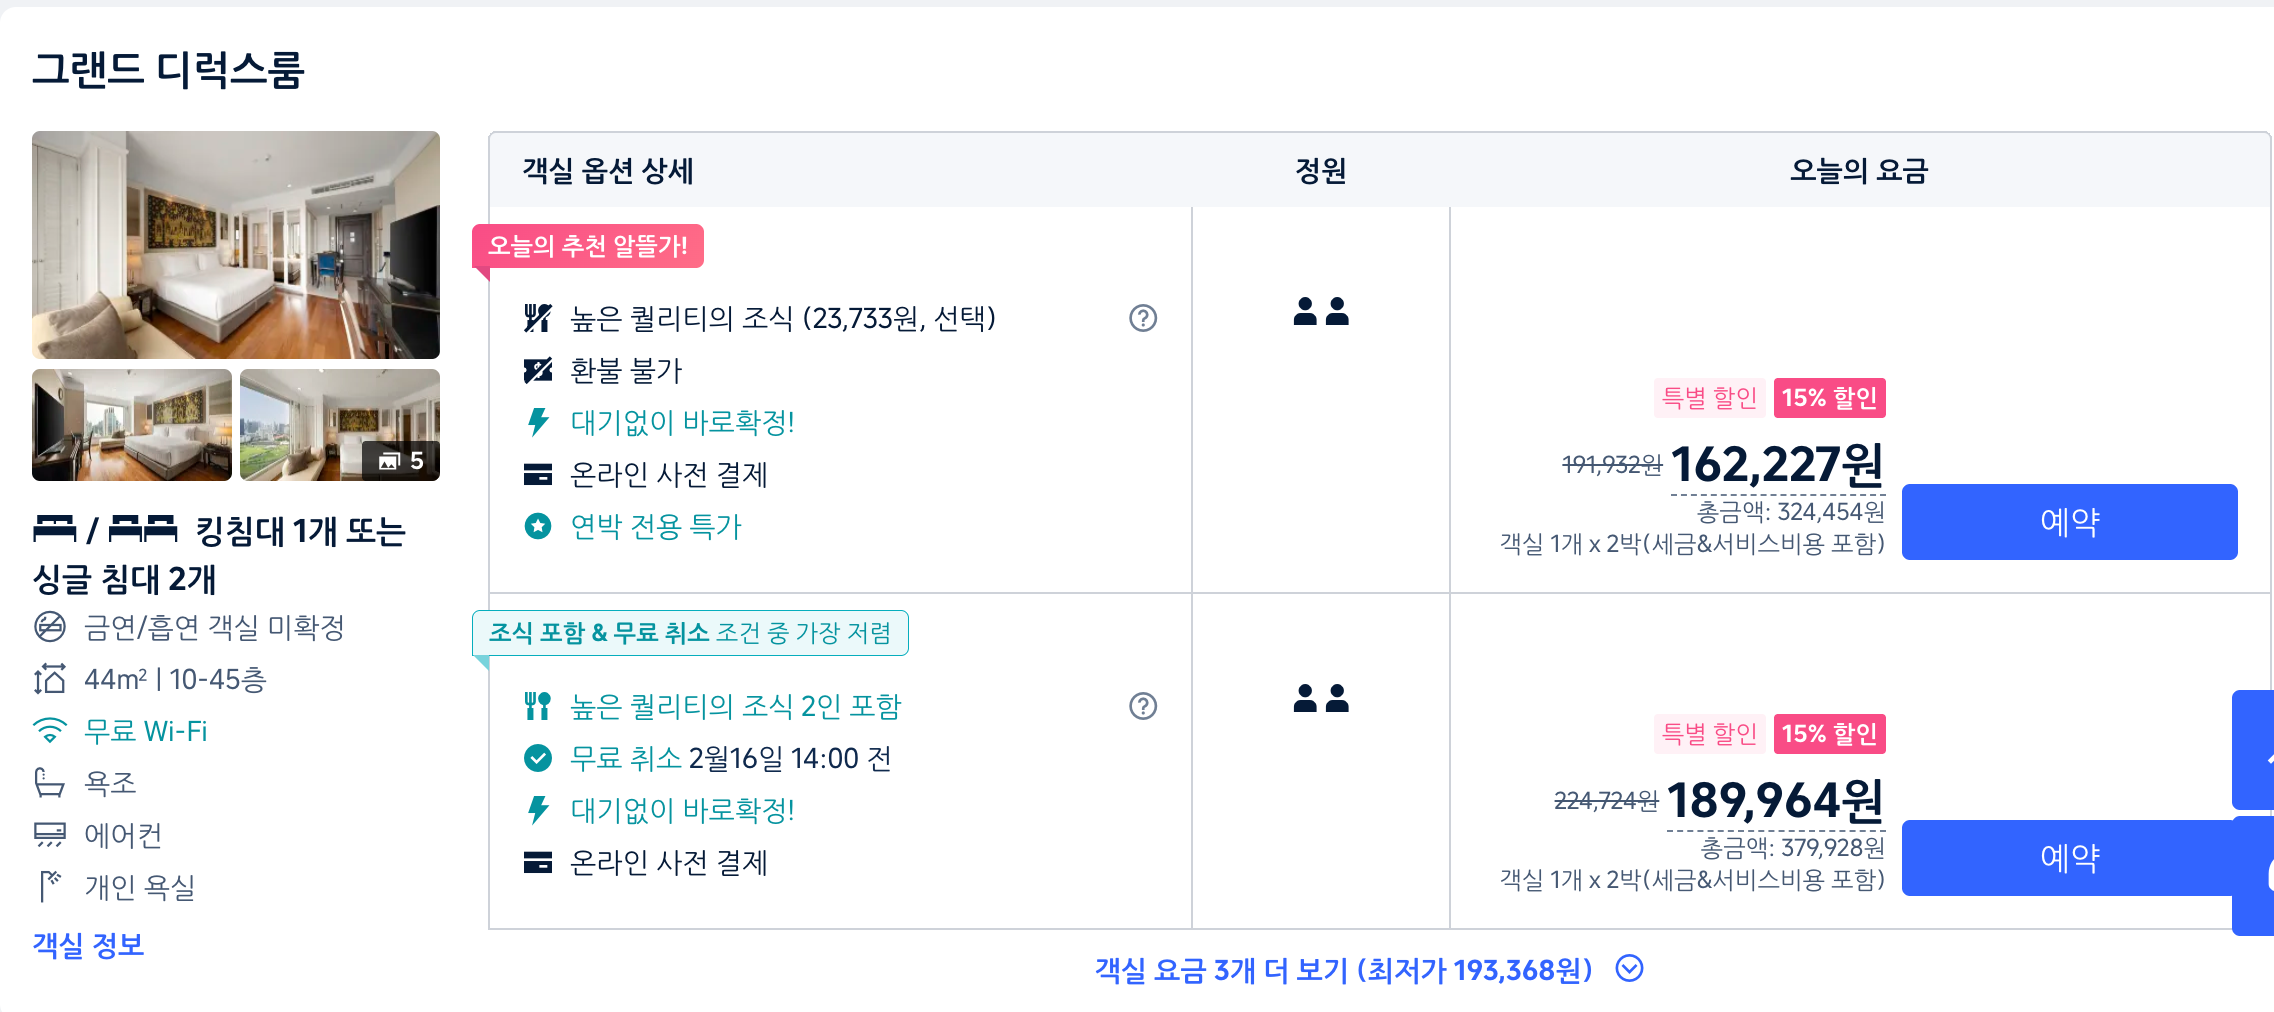 그랜드 디럭스룸
5
킹침대 1개 또는
싱글 침대 2개
금연/흡연 객실 미확정
44m² | 10-45층
무료 Wi-Fi
욕조
에어컨
개인 욕실
객실 정보
객실 옵션 상세
정원
오늘의 요금
오늘의 추천 알뜰가!
높은 퀄리티의 조식 (23,733원, 선택)
환불 불가
대기없이 바로확정!
온라인 사전 결제
연박 전용 특가
특별 할인 15% 할인
191,932원 162,227원
총금액: 324,454원
객실 1개 x 2박(세금&서비스비용 포함)
예약
조식 포함 & 무료 취소 조건 중 가장 저렴
높은 퀄리티의 조식 2인 포함
무료 취소 2월16일 14:00 전
대기없이 바로확정!
온라인 사전 결제
특별 할인 15% 할인
224,724원 189,964원
총금액: 379,928원
객실 1개 x 2박(세금&서비스비용 포함)
예약
객실 요금 3개 더 보기 (최저가 193,368원)